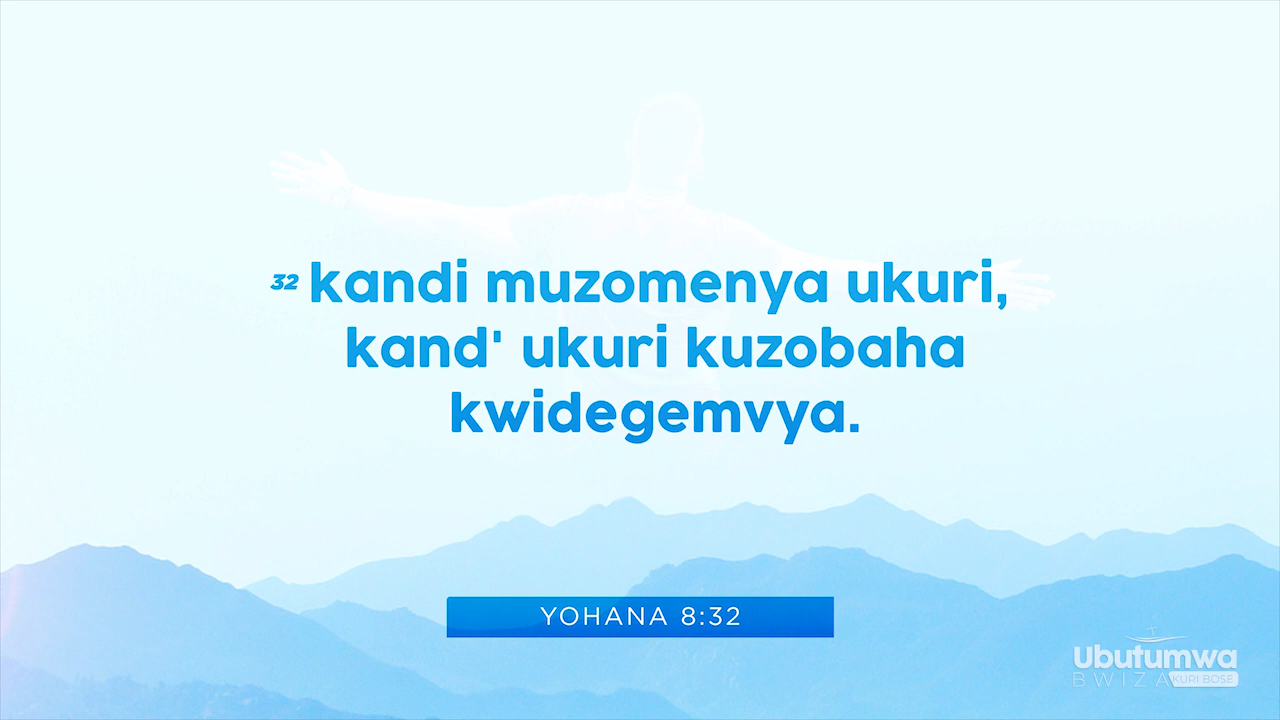 32 kandi muzomenya ukuri,
kand' ukuri kuzobaha
kwidegemvya.
YOHANA 8:32
Ubutumwa
BWIZA KURI BOSE